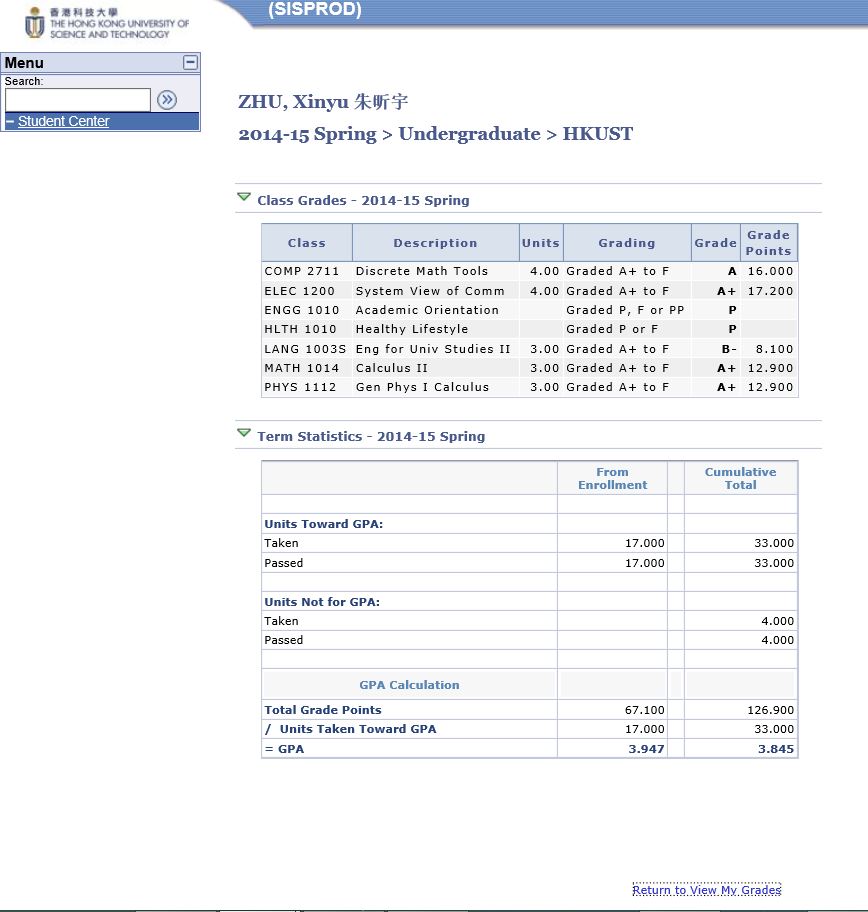 (SISPROD)
香港科技大學
THE HONG KONG UNIVERSITY OF
SCIENCE AND TECHNOLOGY
Menu
Search:
Student Center
ZHU, Xinyu 朱昕宇
2014-15 Spring > Undergraduate > HKUST
Class Grades - 2014-15 Spring
Class Description Units Grading Grade Grade Points
COMP 2711 Discrete Math Tools 4.00 Graded A+ to F A 16.000
ELEC 1200 System View of Comm 4.00 Graded A+ to F A+ 17.200
ENGG 1010 Academic Orientation Graded P, F or PP P
HLTH 1010 Healthy Lifestyle Graded P or F P
LANG 1003S Eng for Univ Studies II 3.00 Graded A+ to F B- 8.100
MATH 1014 Calculus II 3.00 Graded A+ to F A+ 12.900
PHYS 1112 Gen Phys I Calculus 3.00 Graded A+ to F A+ 12.900
Term Statistics - 2014-15 Spring
From Enrollment Cumulative Total
Units Toward GPA:
Taken 17.000 33.000
Passed 17.000 33.000
Units Not for GPA:
Taken 4.000
Passed 4.000
GPA Calculation
Total Grade Points 67.100 126.900
/ Units Taken Toward GPA 17.000 33.000
= GPA 3.947 3.845
Return to View My Grades